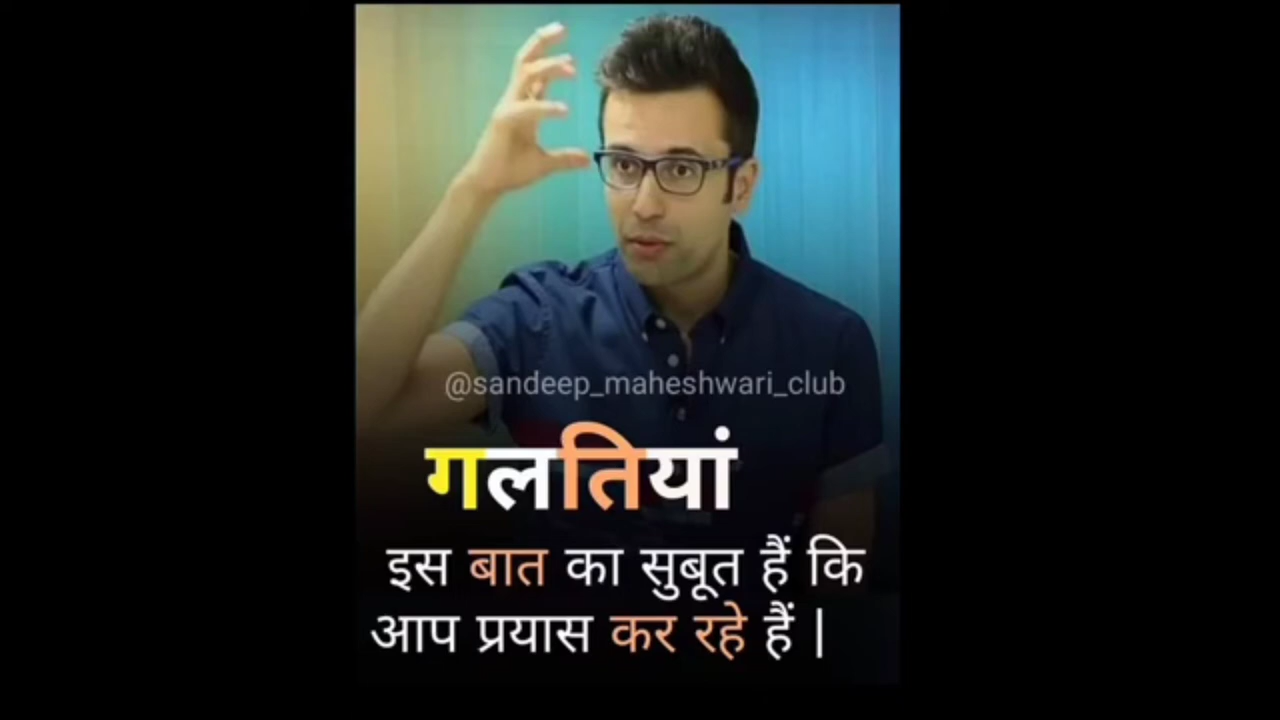 @sandeep_maheshwari_club
गलतियां
इस बात का सुबूत हैं कि
आप प्रयास कर रहे हैं |